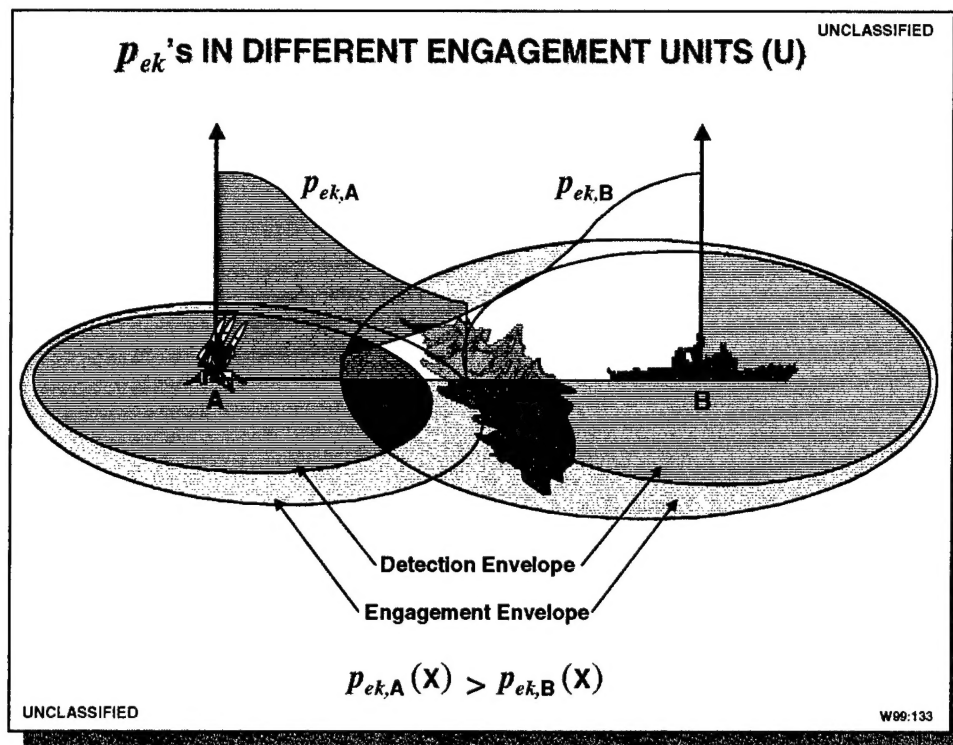 UNCLASSIFIED
pek's IN DIFFERENT ENGAGEMENT UNITS (U)
pek,A
pek,B
A
B
Detection Envelope
Engagement Envelope
pek,A (X) > pek,B (X)
UNCLASSIFIED
W99:133